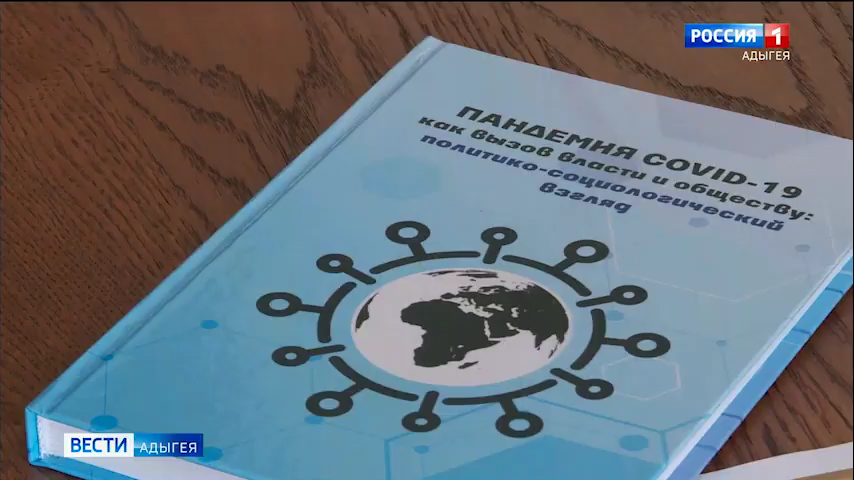 РОССИЯ 1
АДЫГЕЯ
ПАНДЕМИЯ COVID-19
как вызов власти и обществу:
политико-социологический
взгляд
ВЕСТИ АДЫГЕЯ